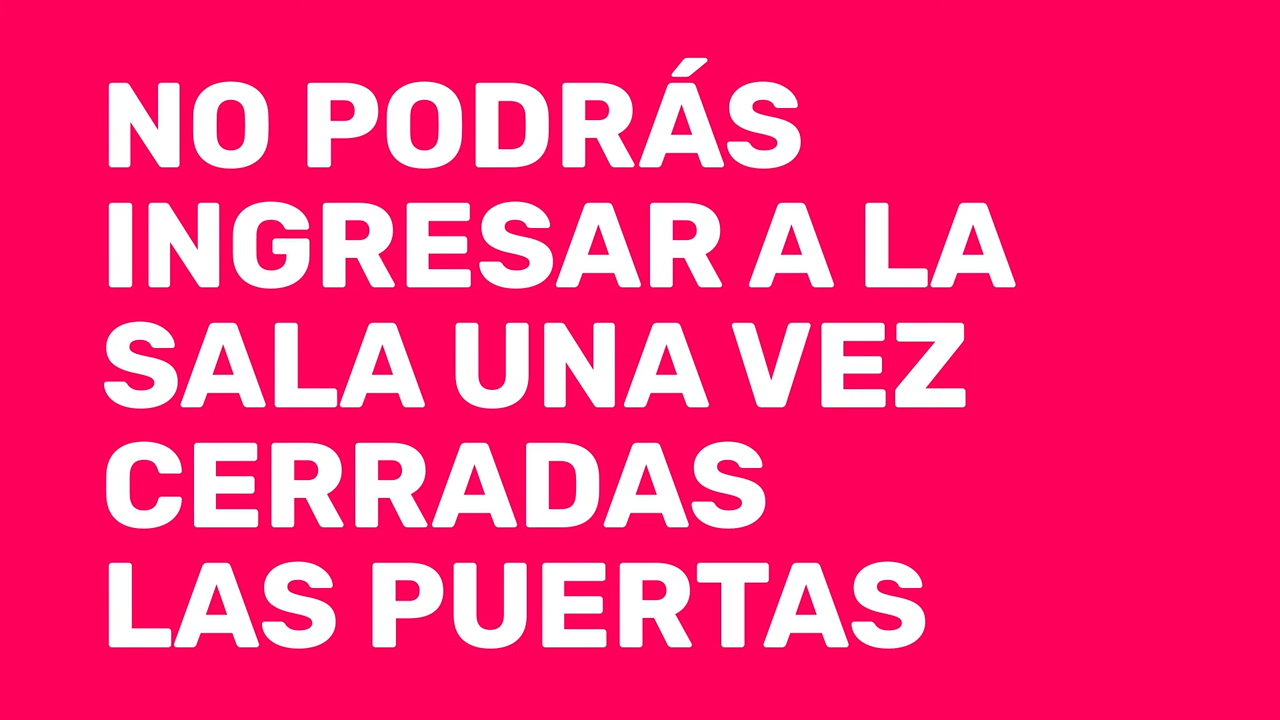 NO PODRÁS
INGRESAR A LA
SALA UNA VEZ
CERRADAS
LAS PUERTAS